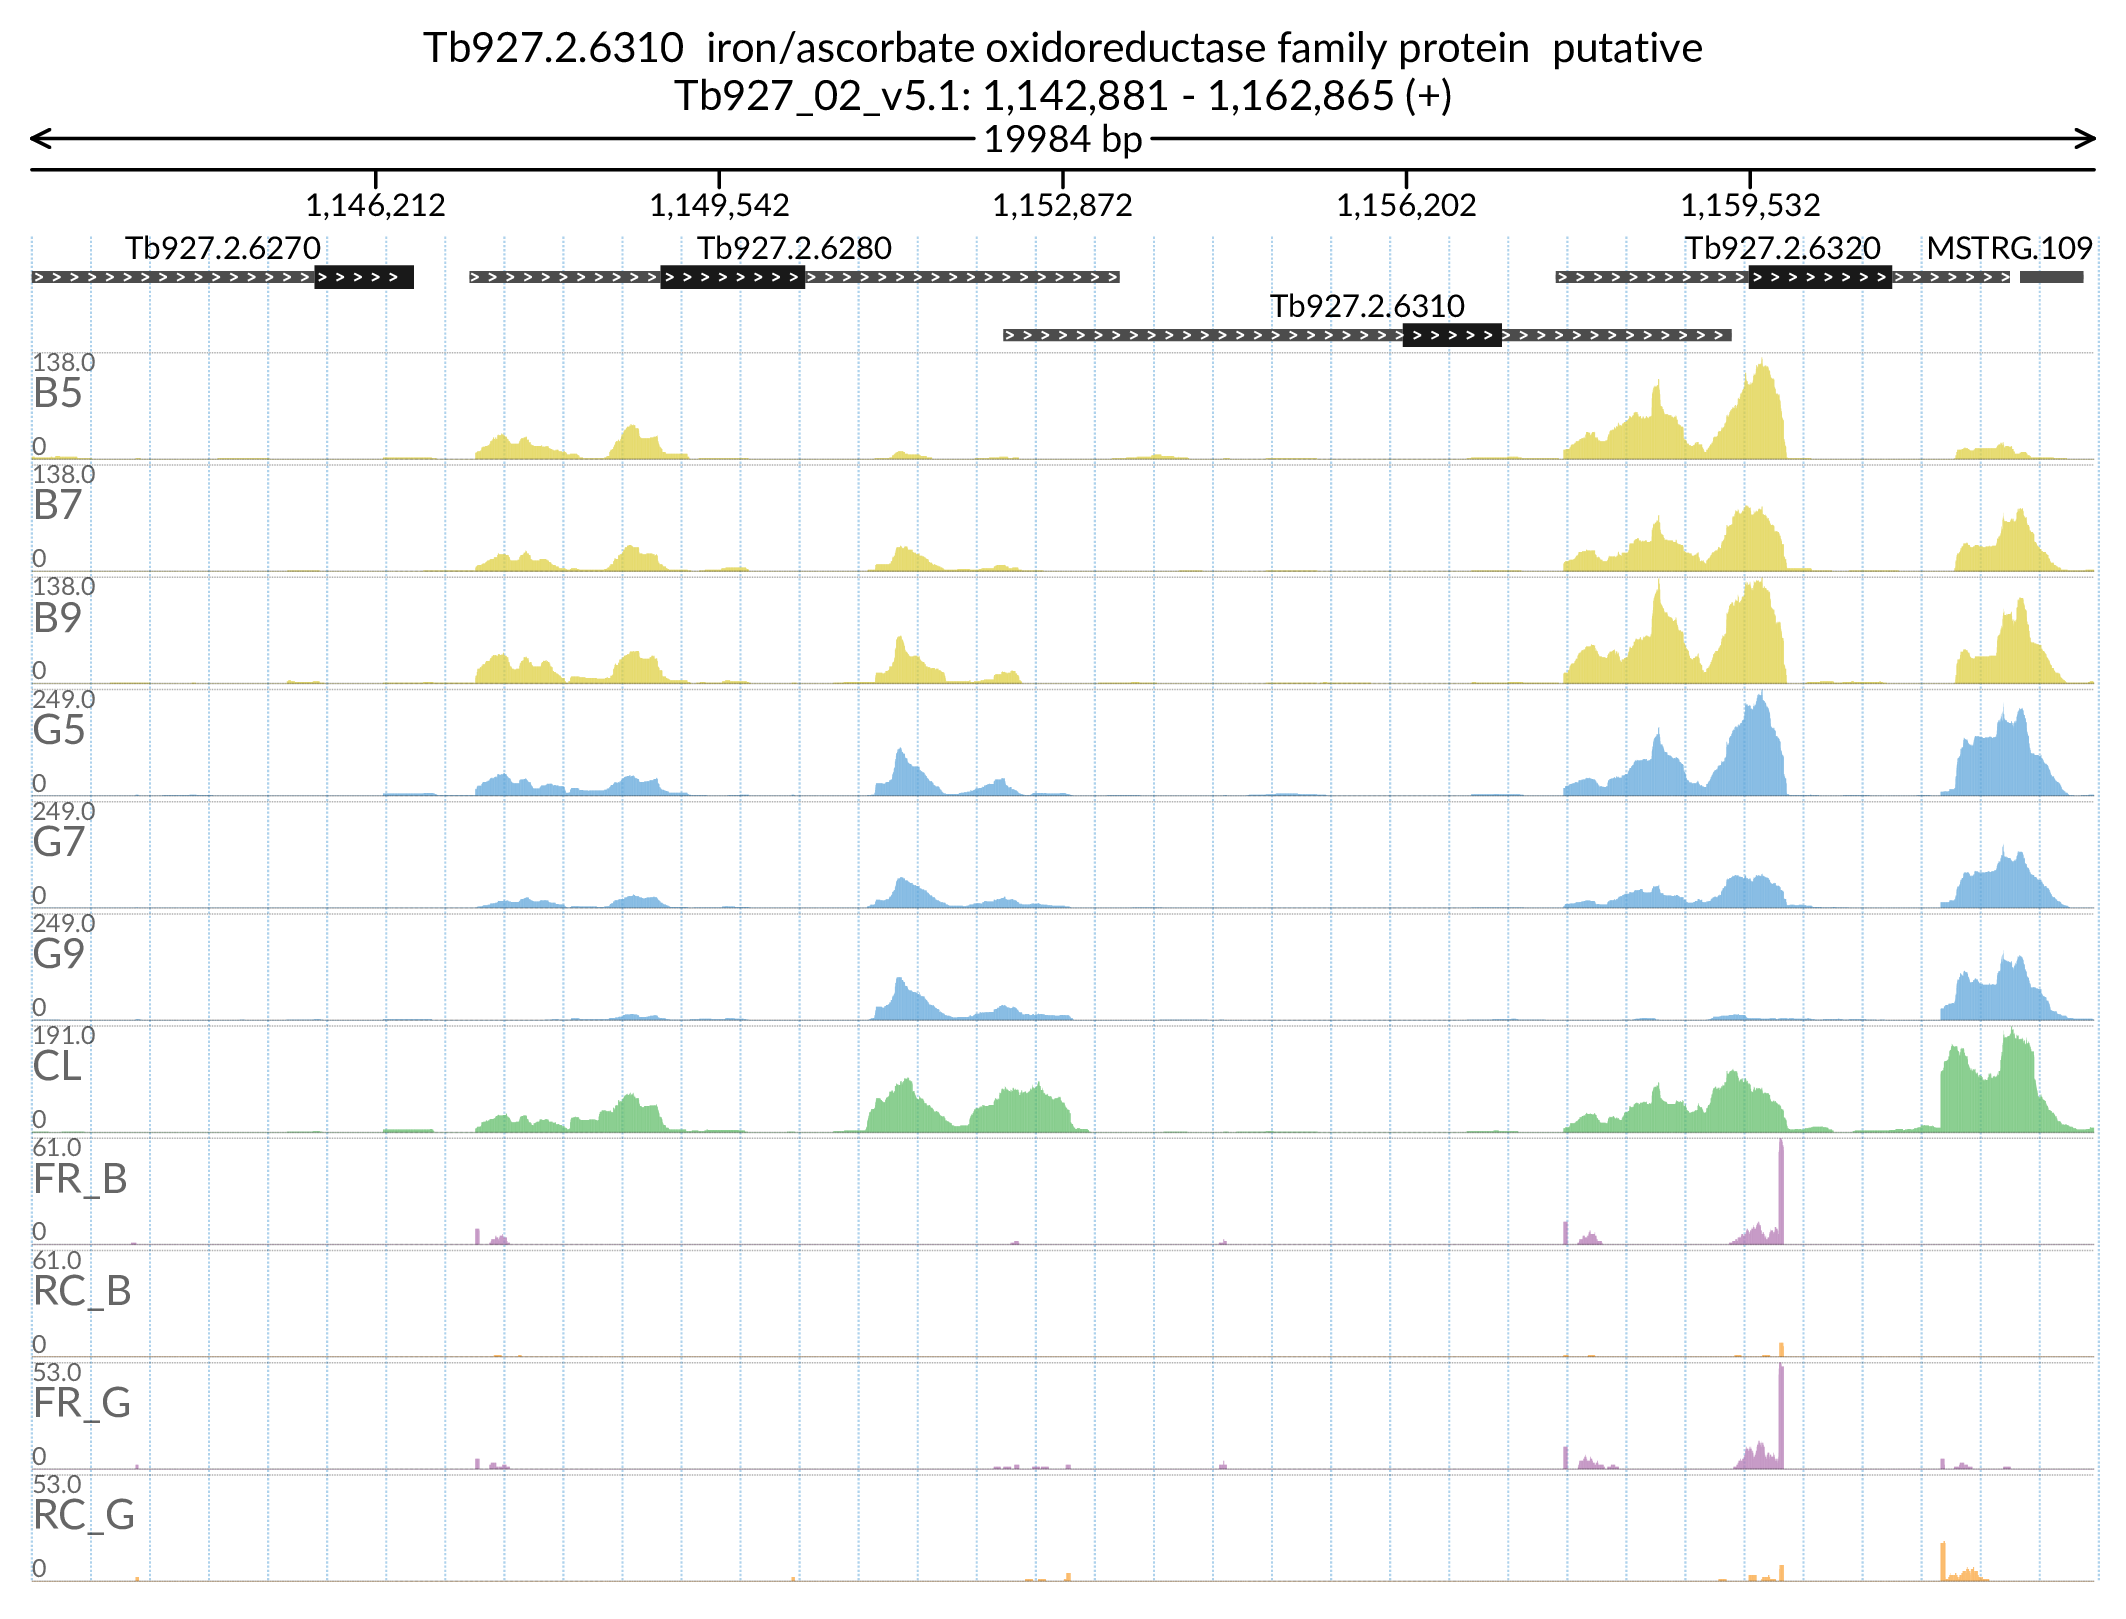 Tb927.2.6310  iron/ascorbate oxidoreductase family protein  putative
Tb927_02_v5.1: 1,142,881 - 1,162,865 (+)
19984 bp
1,146,212 1,149,542 1,152,872 1,156,202 1,159,532
Tb927.2.6270 Tb927.2.6280 Tb927.2.6320 MSTRG.109
Tb927.2.6310
138.0
B5
0
138.0
B7
0
138.0
B9
0
249.0
G5
0
249.0
G7
0
249.0
G9
0
191.0
CL
0
61.0
FR_B
0
61.0
RC_B
0
53.0
FR_G
0
53.0
RC_G
0